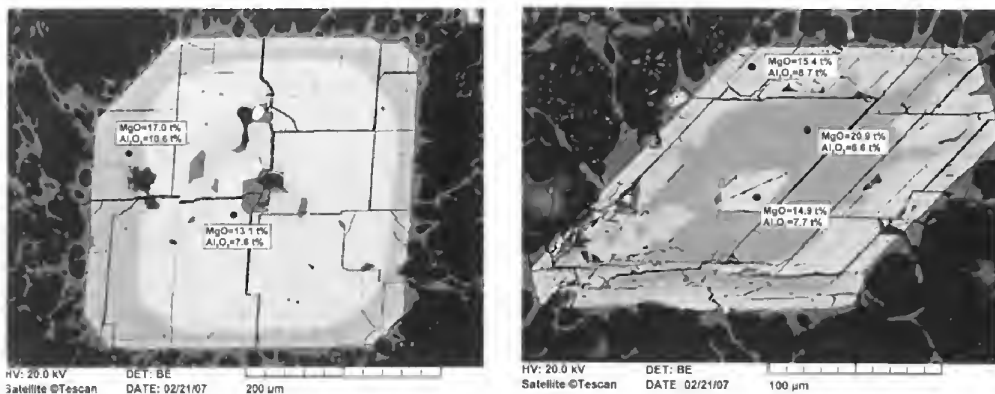 MgO=17.0 t%
Al₂O₃=10.6 t%
MgO=13.1 t%
Al₂O₃=7.6 t%
HV: 20.0 kV DET: BE
Satellite ©Tescan DATE: 02/21/07 200 µm
MgO=15.4 t%
Al₂O₃=8.7 t%
MgO=20.9 t%
Al₂O₃=6.6 t%
MgO=14.9 t%
Al₂O₃=7.7 t%
HV: 20.0 kV DET: BE
Satellite ©Tescan DATE 02/21/07 100 µm